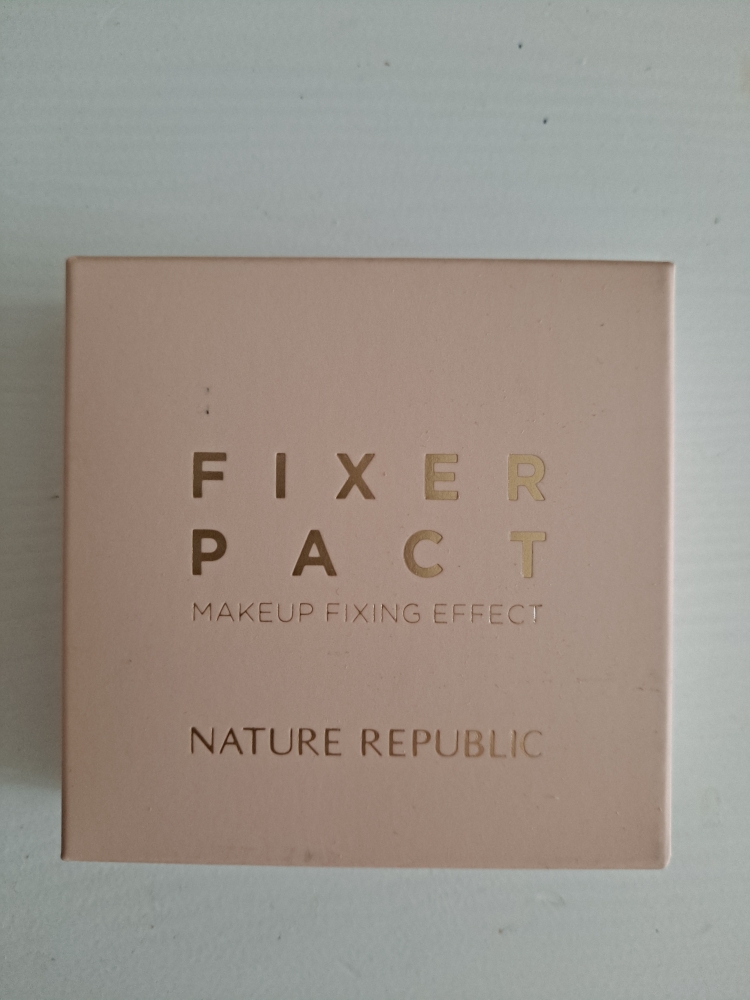 FIXER
PACT
MAKEUP FIXING EFFECT
NATURE REPUBLIC